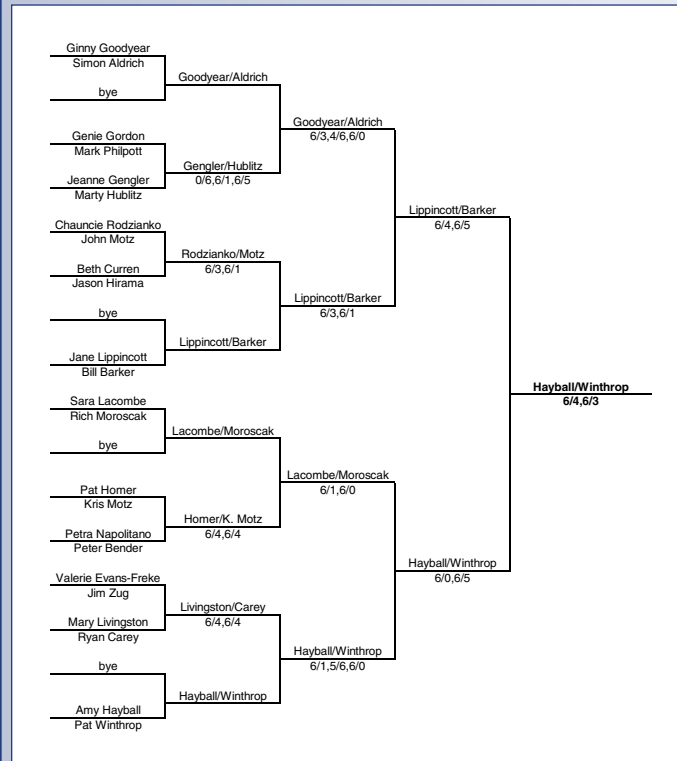 Ginny Goodyear
Simon Aldrich
bye
Goodyear/Aldrich
Genie Gordon
Mark Philpott
Jeanne Gengler
Marty Hublitz
Gengler/Hublitz
0/6,6/1,6/5
Goodyear/Aldrich
6/3,4/6,6/0
Chauncie Rodzianko
John Motz
Beth Curren
Jason Hirama
Rodzianko/Motz
6/3,6/1
bye
Jane Lippincott
Bill Barker
Lippincott/Barker
Lippincott/Barker
6/3,6/1
Lippincott/Barker
6/4,6/5
Sara Lacombe
Rich Moroscak
bye
Lacombe/Moroscak
Pat Homer
Kris Motz
Petra Napolitano
Peter Bender
Homer/K. Motz
6/4,6/4
Lacombe/Moroscak
6/1,6/0
Valerie Evans-Freke
Jim Zug
Mary Livingston
Ryan Carey
Livingston/Carey
6/4,6/4
bye
Amy Hayball
Pat Winthrop
Hayball/Winthrop
Hayball/Winthrop
6/1,5/6,6/0
Hayball/Winthrop
6/0,6/5
Hayball/Winthrop
6/4,6/3